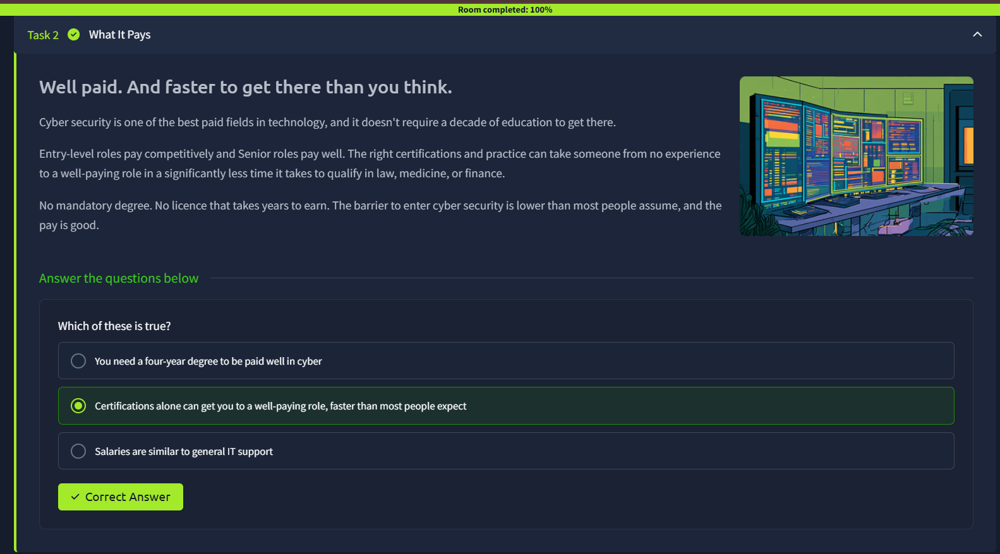 Room completed: 100%
Task 2 What It Pays
Well paid. And faster to get there than you think.
Cyber security is one of the best paid fields in technology, and it doesn't require a decade of education to get there.
Entry-level roles pay competitively and Senior roles pay well. The right certifications and practice can take someone from no experience
to a well-paying role in a significantly less time it takes to qualify in law, medicine, or finance.
No mandatory degree. No licence that takes years to earn. The barrier to enter cyber security is lower than most people assume, and the
pay is good.
Answer the questions below
Which of these is true?
You need a four-year degree to be paid well in cyber
Certifications alone can get you to a well-paying role, faster than most people expect
Salaries are similar to general IT support
Correct Answer